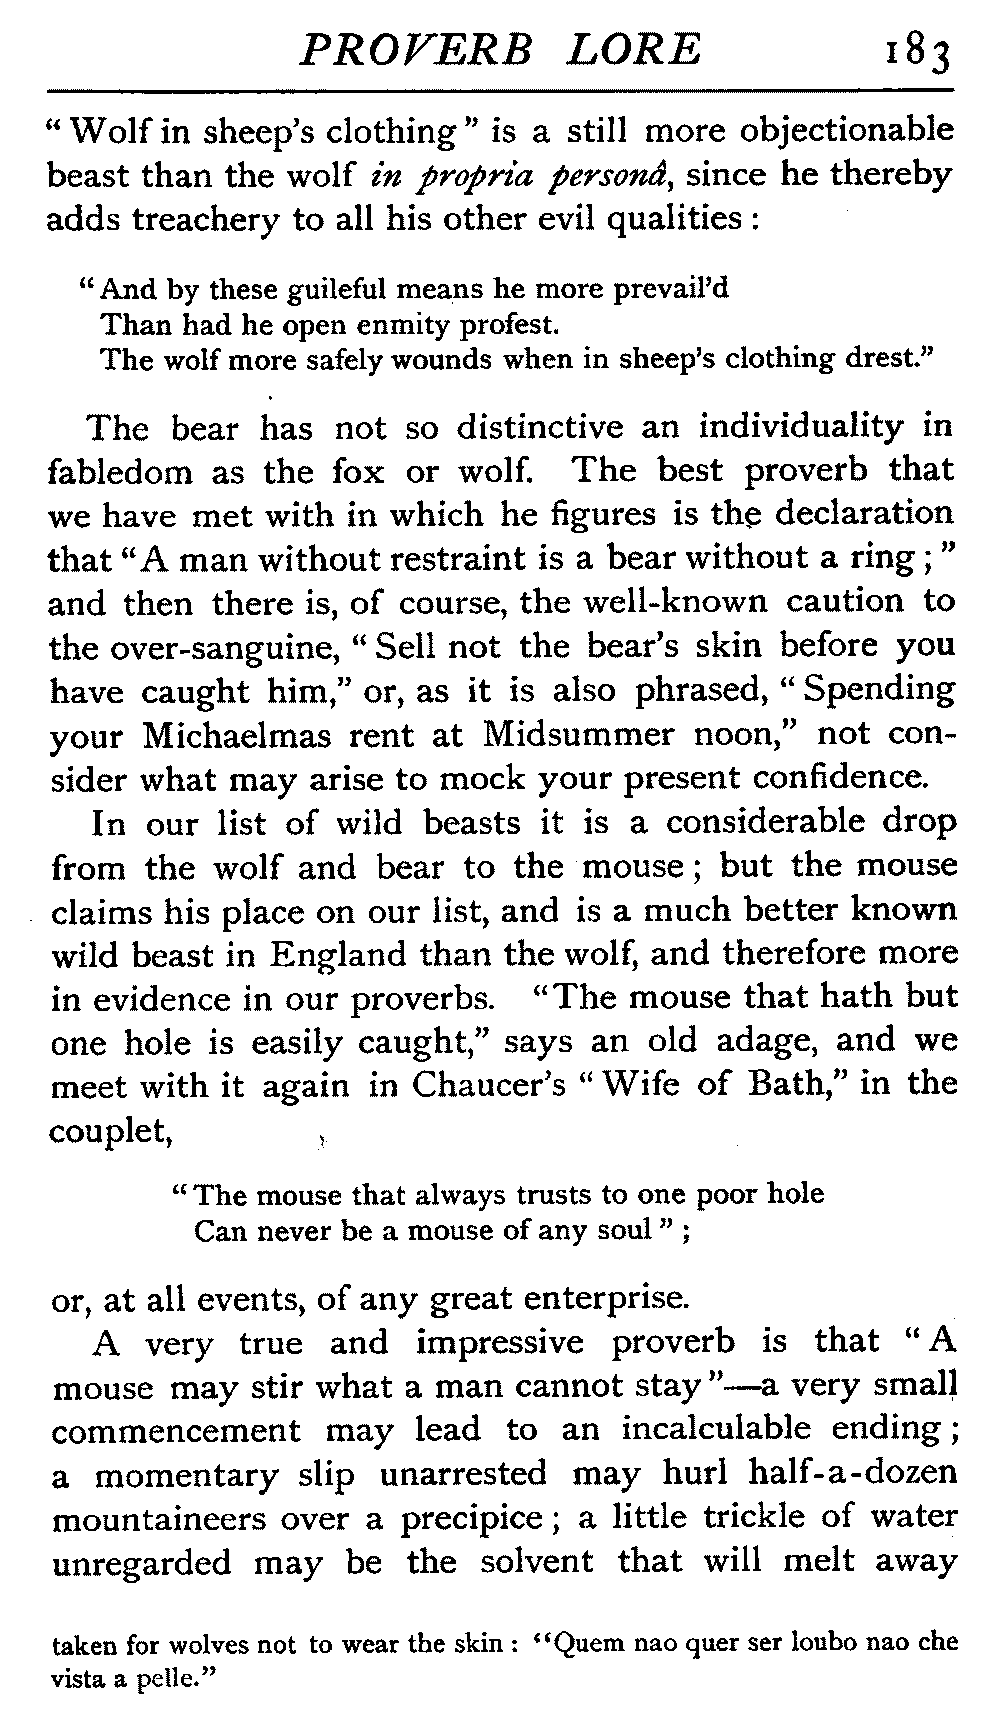 PROVERB LORE 183
“Wolf in sheep’s clothing” is a still more objectionable
beast than the wolf in propria personâ, since he thereby
adds treachery to all his other evil qualities :
“And by these guileful means he more prevail’d
Than had he open enmity profest.
The wolf more safely wounds when in sheep’s clothing drest.”
The bear has not so distinctive an individuality in
fabledom as the fox or wolf. The best proverb that
we have met with in which he figures is the declaration
that “A man without restraint is a bear without a ring ;”
and then there is, of course, the well-known caution to
the over-sanguine, “Sell not the bear’s skin before you
have caught him,” or, as it is also phrased, “Spending
your Michaelmas rent at Midsummer noon,” not con-
sider what may arise to mock your present confidence.
In our list of wild beasts it is a considerable drop
from the wolf and bear to the mouse ; but the mouse
claims his place on our list, and is a much better known
wild beast in England than the wolf, and therefore more
in evidence in our proverbs. “The mouse that hath but
one hole is easily caught,” says an old adage, and we
meet with it again in Chaucer’s “Wife of Bath,” in the
couplet,
“The mouse that always trusts to one poor hole
Can never be a mouse of any soul” ;
or, at all events, of any great enterprise.
A very true and impressive proverb is that “A
mouse may stir what a man cannot stay”—a very small
commencement may lead to an incalculable ending ;
a momentary slip unarrested may hurl half-a-dozen
mountaineers over a precipice ; a little trickle of water
unregarded may be the solvent that will melt away
taken for wolves not to wear the skin : “Quem nao quer ser loubo nao che
vista a pelle.”